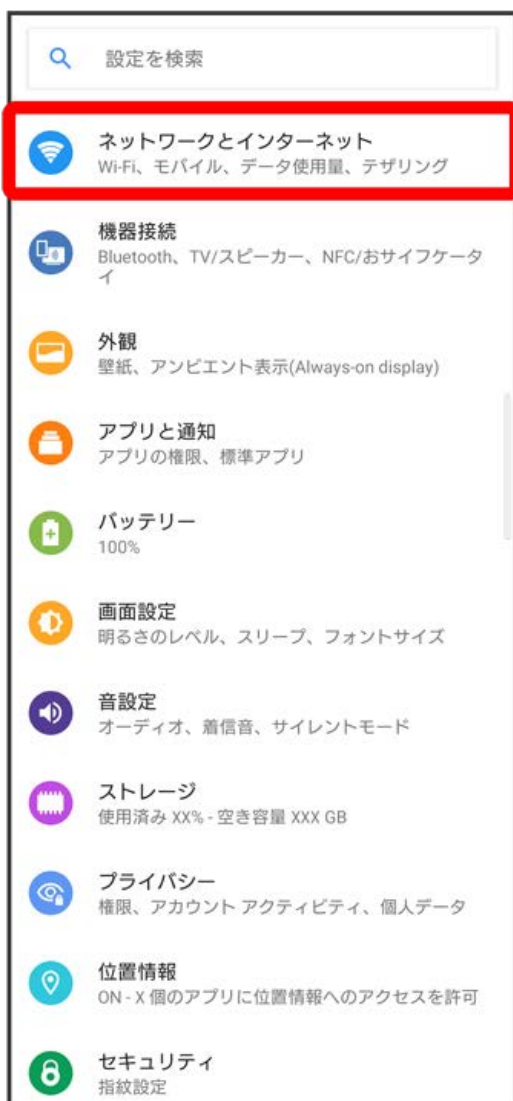 設定を検索
ネットワークとインターネット
Wi-Fi、モバイル、データ使用量、テザリング
機器接続
Bluetooth、TV/スピーカー、NFC/おサイフケータ
イ
外観
壁紙、アンビエント表示(Always-on display)
アプリと通知
アプリの権限、標準アプリ
バッテリー
100%
画面設定
明るさのレベル、スリープ、フォントサイズ
音設定
オーディオ、着信音、サイレントモード
ストレージ
使用済み XX% - 空き容量 XXX GB
プライバシー
権限、アカウント アクティビティ、個人データ
位置情報
ON - X 個のアプリに位置情報へのアクセスを許可
セキュリティ
指紋設定